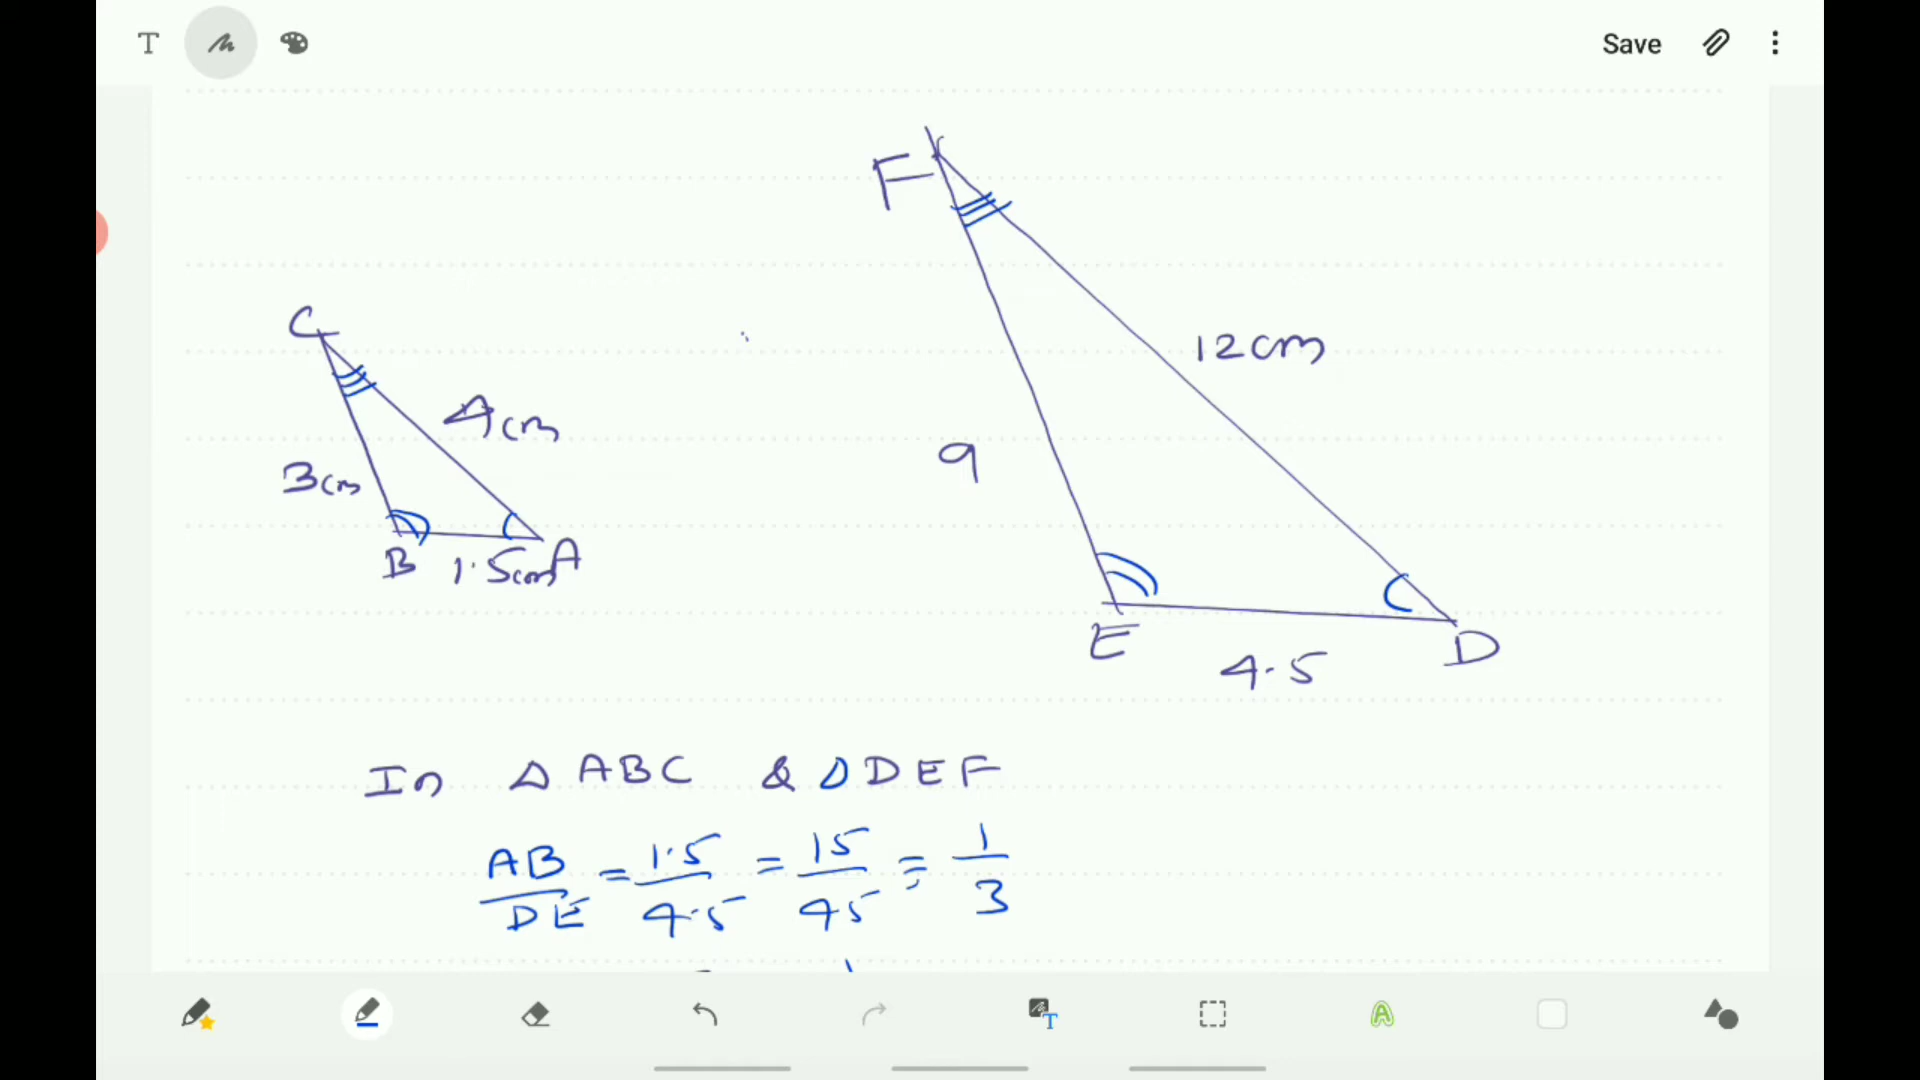 Save
F
12cm
C
4cm
9
3cm
B 1.5cm A
E
D
4.5
In △ ABC & △ DEF
AB/DE = 1.5/4.5 = 15/45 = 1/3